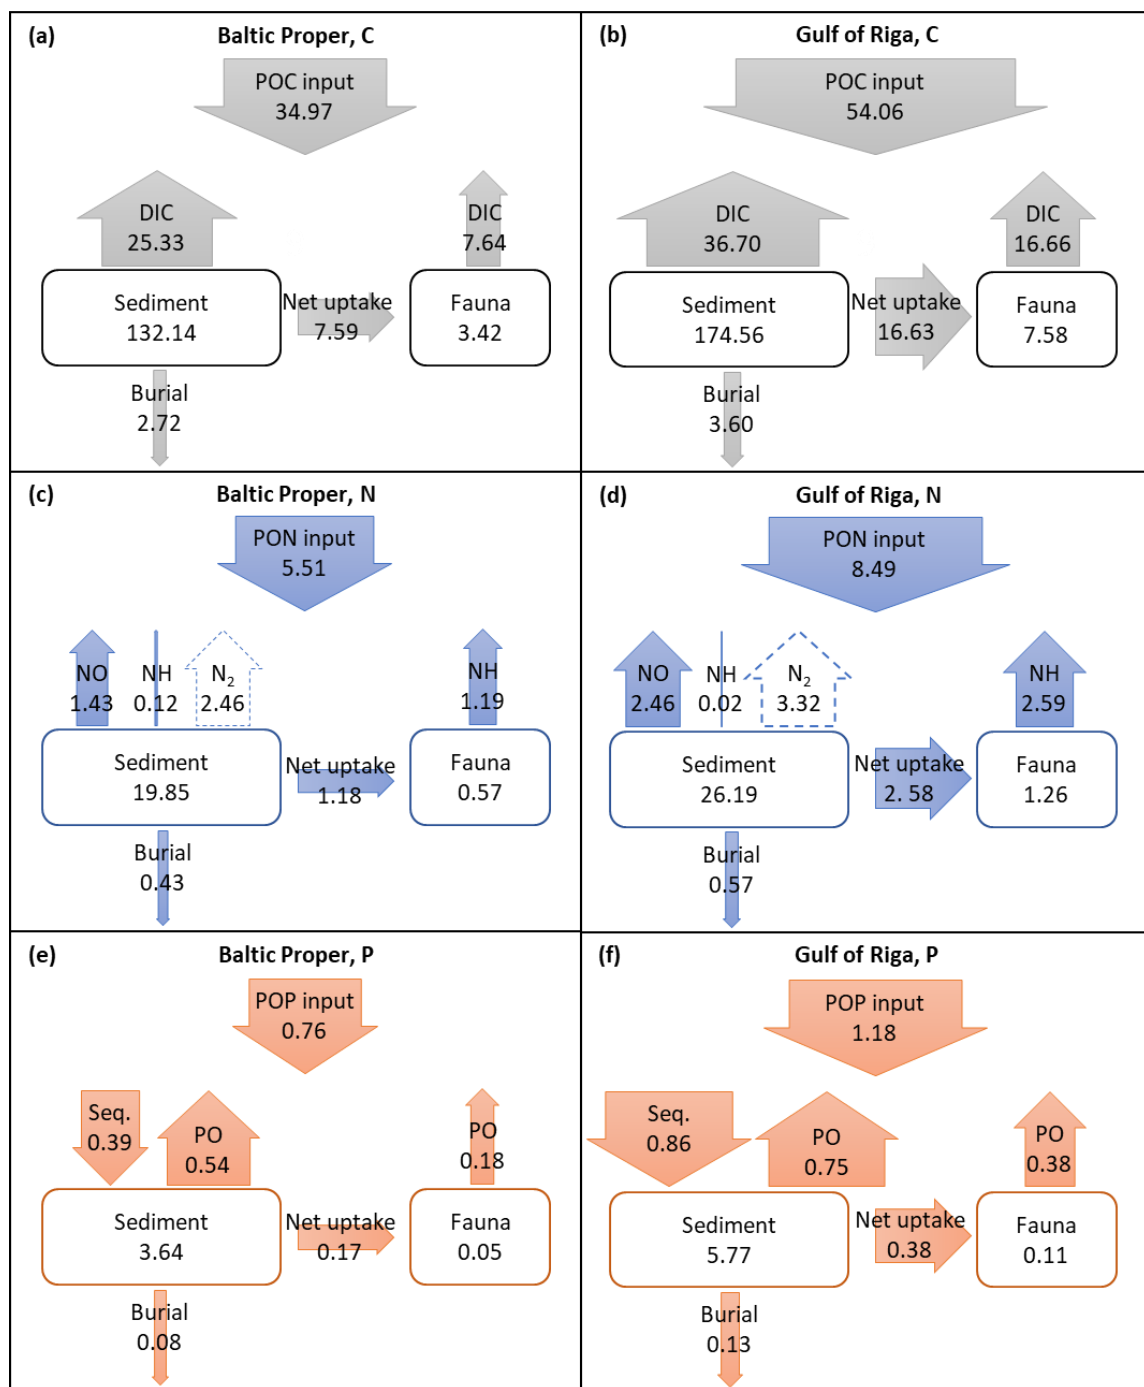 (a)
Baltic Proper, C
POC input
34.97
DIC
25.33
DIC
7.64
Sediment
132.14
Net uptake
7.59
Fauna
3.42
Burial
2.72
(b)
Gulf of Riga, C
POC input
54.06
DIC
36.70
DIC
16.66
Sediment
174.56
Net uptake
16.63
Fauna
7.58
Burial
3.60
(c)
Baltic Proper, N
PON input
5.51
NO
1.43
NH
0.12
N₂
2.46
NH
1.19
Sediment
19.85
Net uptake
1.18
Fauna
0.57
Burial
0.43
(d)
Gulf of Riga, N
PON input
8.49
NO
2.46
NH
0.02
N₂
3.32
NH
2.59
Sediment
26.19
Net uptake
2. 58
Fauna
1.26
Burial
0.57
(e)
Baltic Proper, P
POP input
0.76
Seq.
0.39
PO
0.54
PO
0.18
Sediment
3.64
Net uptake
0.17
Fauna
0.05
Burial
0.08
(f)
Gulf of Riga, P
POP input
1.18
Seq.
0.86
PO
0.75
PO
0.38
Sediment
5.77
Net uptake
0.38
Fauna
0.11
Burial
0.13